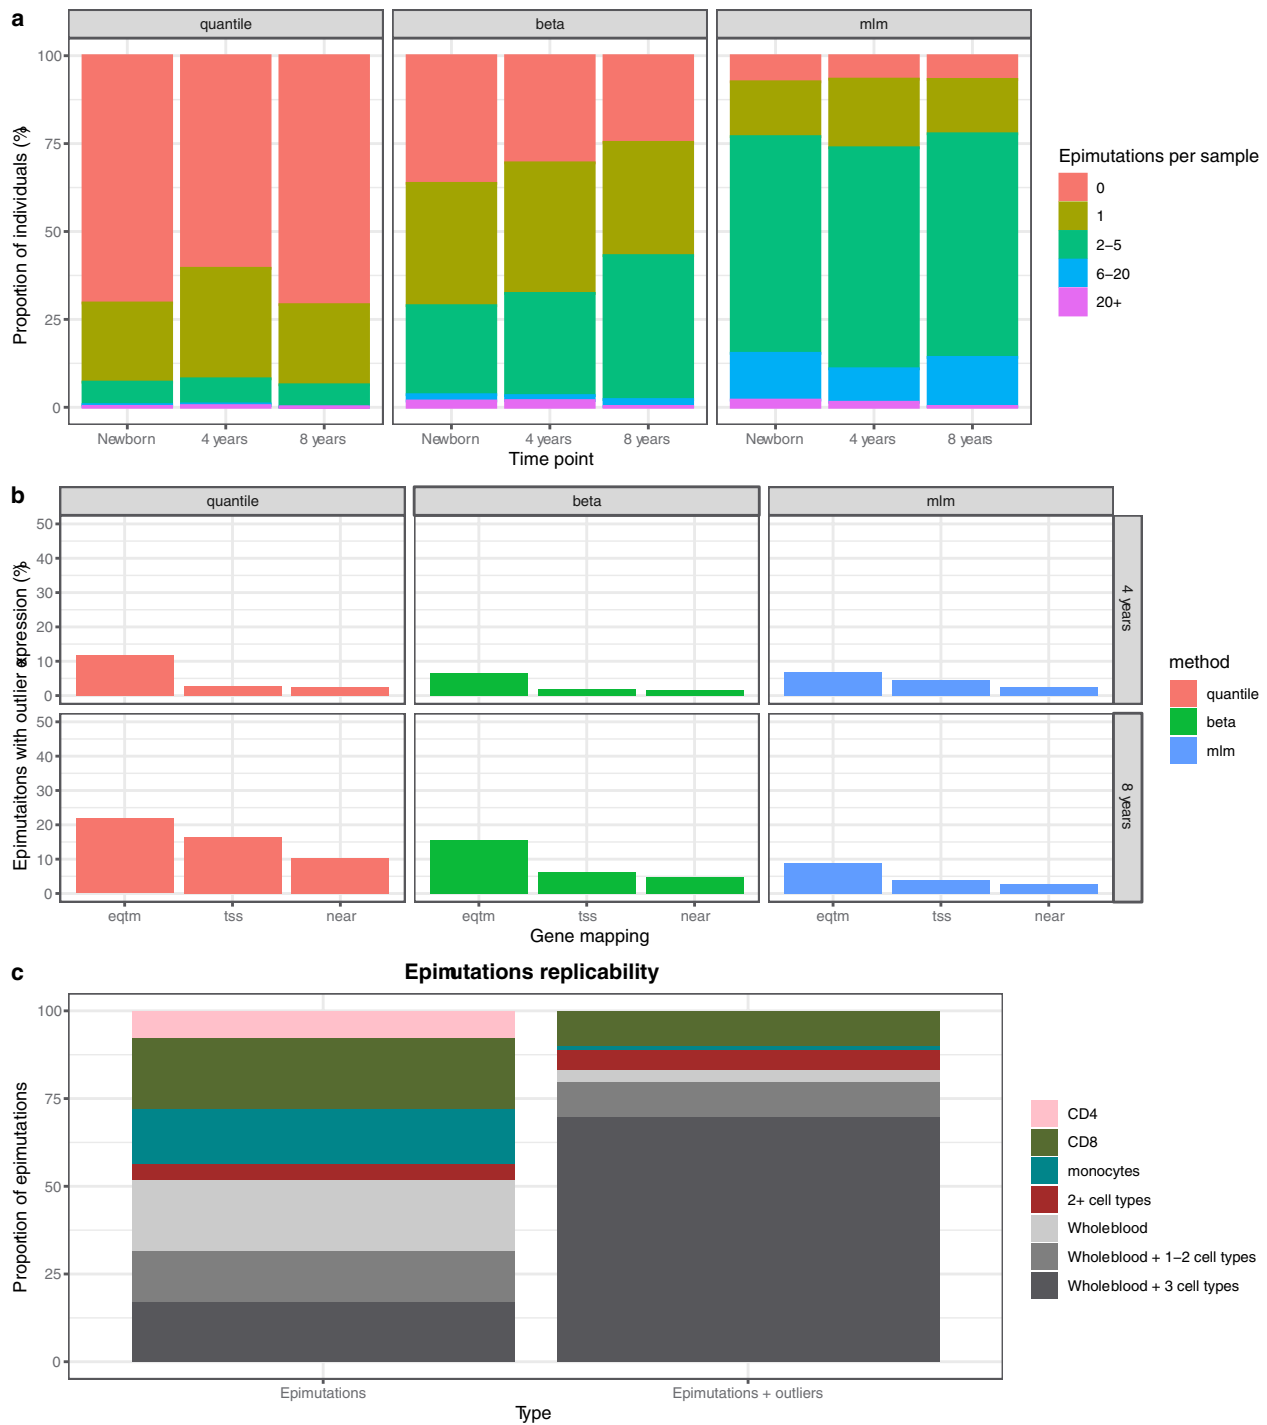 a
quantile
beta
mlm
100
75
50
25
0
Proportion of individuals (%)
Newborn
4 years
8 years
Newborn
4 years
8 years
Newborn
4 years
8 years
Time point
Epimutations per sample
0
1
2–5
6–20
20+
b
quantile
beta
mlm
50
40
30
20
10
0
50
40
30
20
10
0
Epimutaitons with outlier expression (%)
4 years
8 years
eqtm
tss
near
eqtm
tss
near
eqtm
tss
near
Gene mapping
method
quantile
beta
mlm
c
Epimutations replicability
100
75
50
25
0
Proportion of epimutations
Epimutations
Epimutations + outliers
Type
CD4
CD8
monocytes
2+ cell types
Wholeblood
Wholeblood + 1–2 cell types
Wholeblood + 3 cell types